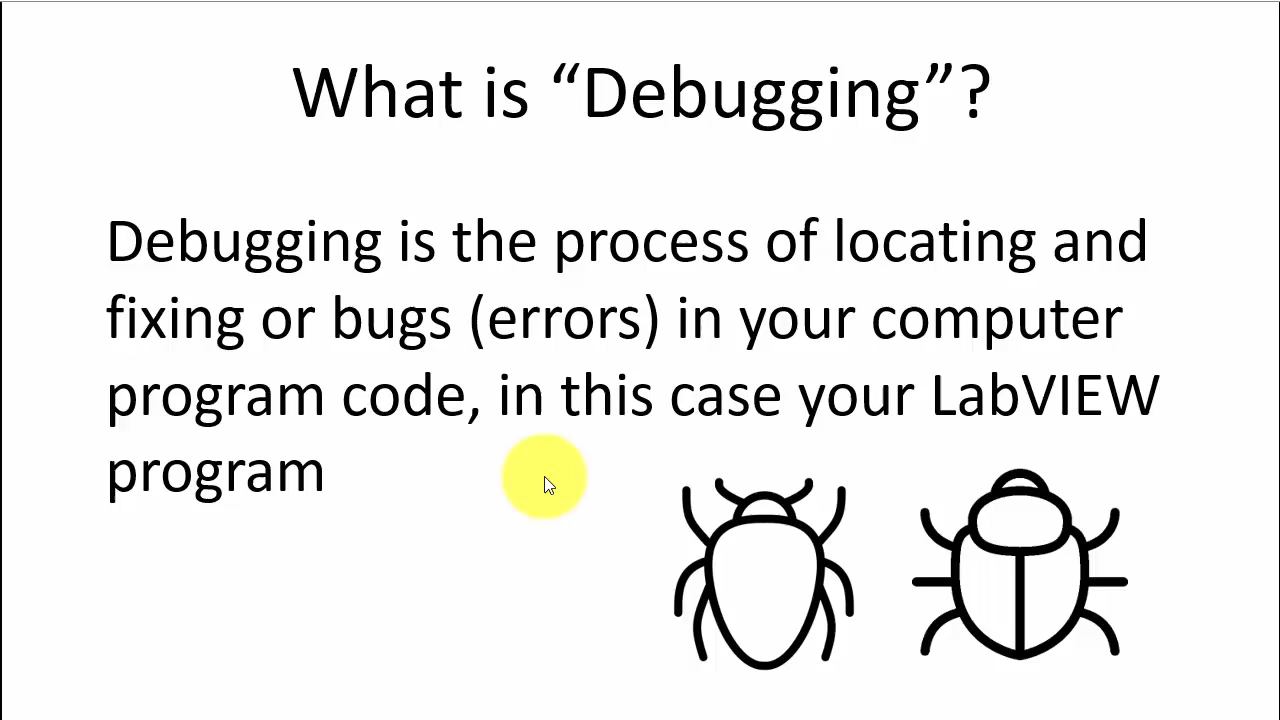 What is “Debugging”?
Debugging is the process of locating and
fixing or bugs (errors) in your computer
program code, in this case your LabVIEW
program